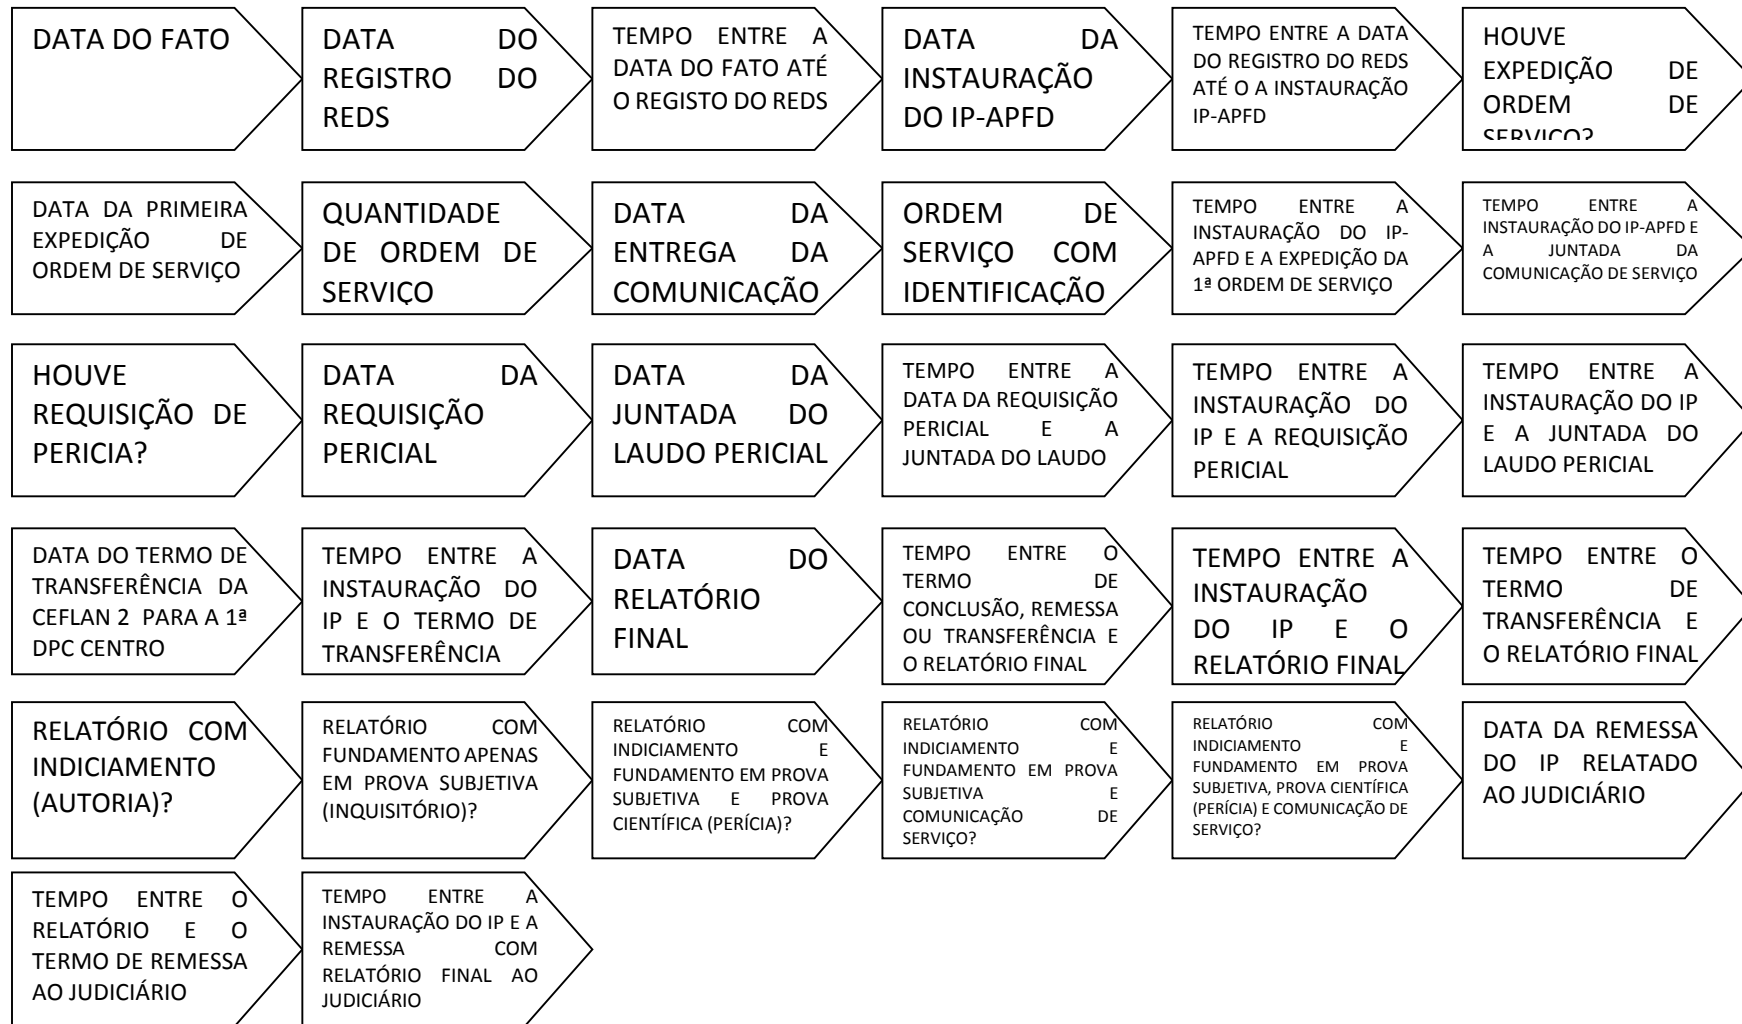 DATA DO FATO
DATA DO
REGISTRO DO
REDS
TEMPO ENTRE A
DATA DO FATO ATÉ
O REGISTO DO REDS
DATA DA
INSTAURAÇÃO
DO IP-APFD
TEMPO ENTRE A DATA
DO REGISTRO DO REDS
ATÉ O A INSTAURAÇÃO
IP-APFD
HOUVE
EXPEDIÇÃO DE
ORDEM DE
SERVIÇO?
DATA DA PRIMEIRA
EXPEDIÇÃO DE
ORDEM DE SERVIÇO
QUANTIDADE
DE ORDEM DE
SERVIÇO
DATA DA
ENTREGA DA
COMUNICAÇÃO
ORDEM DE
SERVIÇO COM
IDENTIFICAÇÃO
TEMPO ENTRE A
INSTAURAÇÃO DO IP-
APFD E A EXPEDIÇÃO DA
1ª ORDEM DE SERVIÇO
TEMPO ENTRE A
INSTAURAÇÃO DO IP-APFD E
A JUNTADA DA
COMUNICAÇÃO DE SERVIÇO
HOUVE
REQUISIÇÃO DE
PERICIA?
DATA DA
REQUISIÇÃO
PERICIAL
DATA DA
JUNTADA DO
LAUDO PERICIAL
TEMPO ENTRE A
DATA DA REQUISIÇÃO
PERICIAL E A
JUNTADA DO LAUDO
TEMPO ENTRE A
INSTAURAÇÃO DO
IP E A REQUISIÇÃO
PERICIAL
TEMPO ENTRE A
INSTAURAÇÃO DO IP
E A JUNTADA DO
LAUDO PERICIAL
DATA DO TERMO DE
TRANSFERÊNCIA DA
CEFLAN 2 PARA A 1ª
DPC CENTRO
TEMPO ENTRE A
INSTAURAÇÃO DO
IP E O TERMO DE
TRANSFERÊNCIA
DATA DO
RELATÓRIO
FINAL
TEMPO ENTRE O
TERMO DE
CONCLUSÃO, REMESSA
OU TRANSFERÊNCIA E
O RELATÓRIO FINAL
TEMPO ENTRE A
INSTAURAÇÃO
DO IP E O
RELATÓRIO FINAL
TEMPO ENTRE O
TERMO DE
TRANSFERÊNCIA E
O RELATÓRIO FINAL
RELATÓRIO COM
INDICIAMENTO
(AUTORIA)?
RELATÓRIO COM
FUNDAMENTO APENAS
EM PROVA SUBJETIVA
(INQUISITÓRIO)?
RELATÓRIO COM
INDICIAMENTO E
FUNDAMENTO EM PROVA
SUBJETIVA E PROVA
CIENTÍFICA (PERÍCIA)?
RELATÓRIO COM
INDICIAMENTO E
FUNDAMENTO EM PROVA
SUBJETIVA E
COMUNICAÇÃO DE
SERVIÇO?
RELATÓRIO COM
INDICIAMENTO E
FUNDAMENTO EM PROVA
SUBJETIVA, PROVA CIENTÍFICA
(PERÍCIA) E COMUNICAÇÃO DE
SERVIÇO?
DATA DA REMESSA
DO IP RELATADO
AO JUDICIÁRIO
TEMPO ENTRE O
RELATÓRIO E O
TERMO DE REMESSA
AO JUDICIÁRIO
TEMPO ENTRE A
INSTAURAÇÃO DO IP E A
REMESSA COM
RELATÓRIO FINAL AO
JUDICIÁRIO